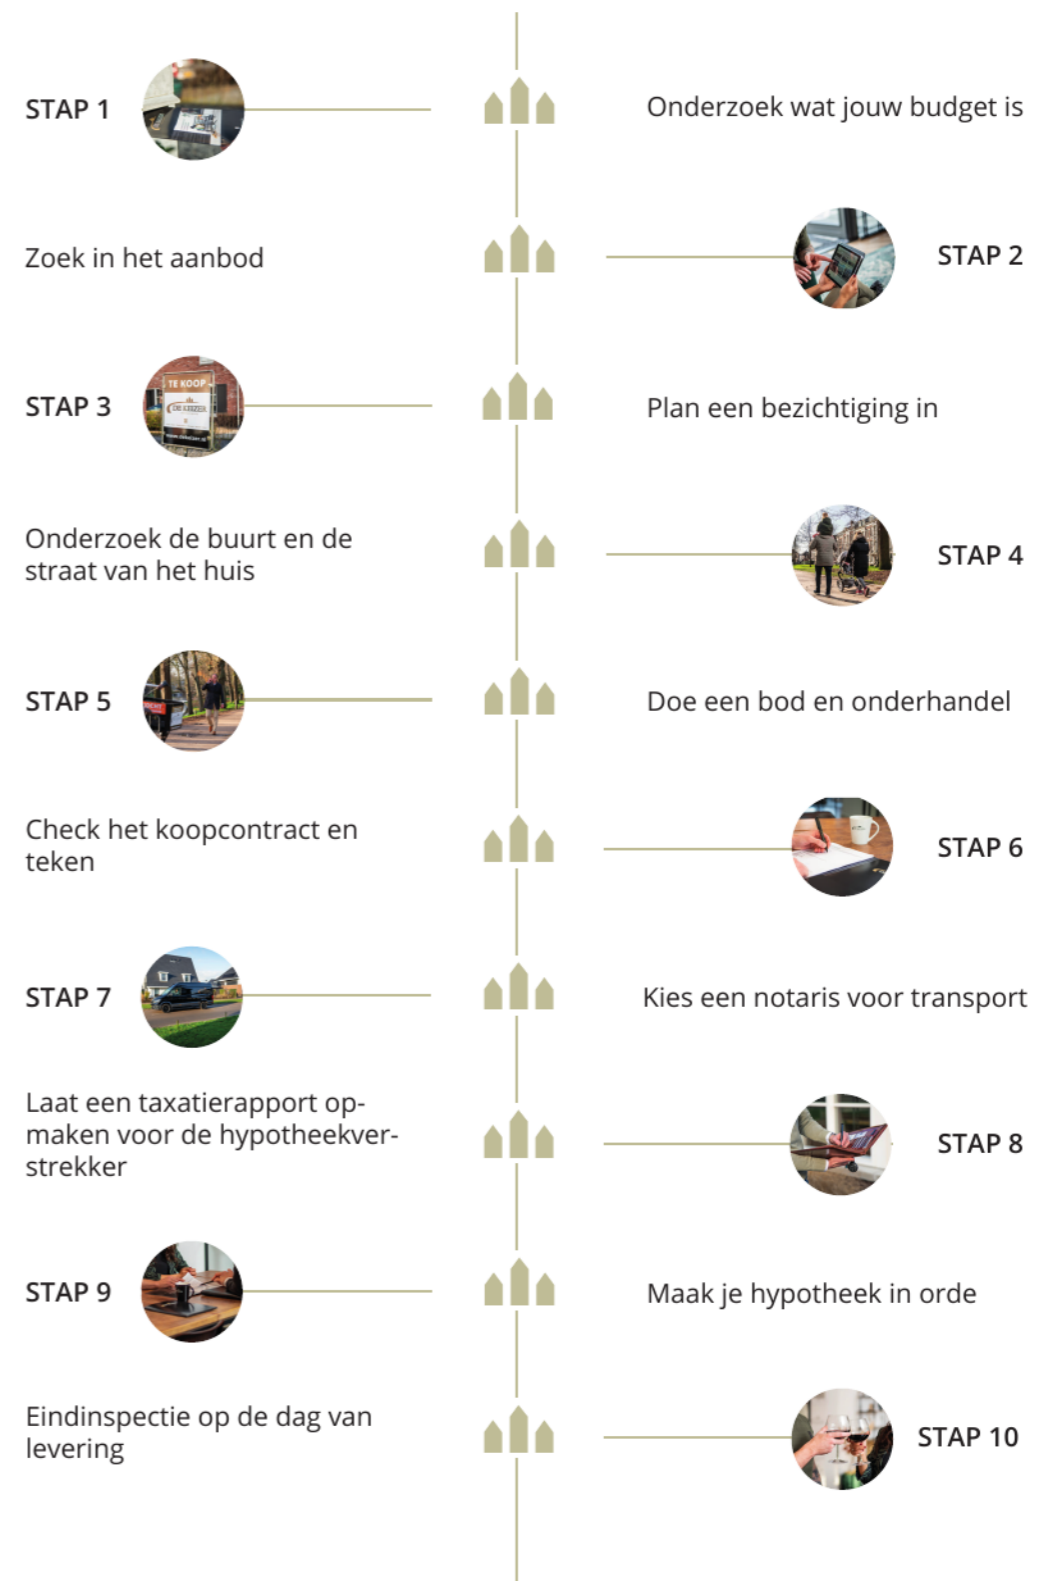 STAP 1
Onderzoek wat jouw budget is
Zoek in het aanbod
STAP 2
STAP 3
TE KOOP
DE KEIZER
Plan een bezichtiging in
Onderzoek de buurt en de
straat van het huis
STAP 4
STAP 5
Doe een bod en onderhandel
Check het koopcontract en
teken
STAP 6
STAP 7
Kies een notaris voor transport
Laat een taxatierapport op-
maken voor de hypotheekver-
strekker
STAP 8
STAP 9
Maak je hypotheek in orde
Eindinspectie op de dag van
levering
STAP 10